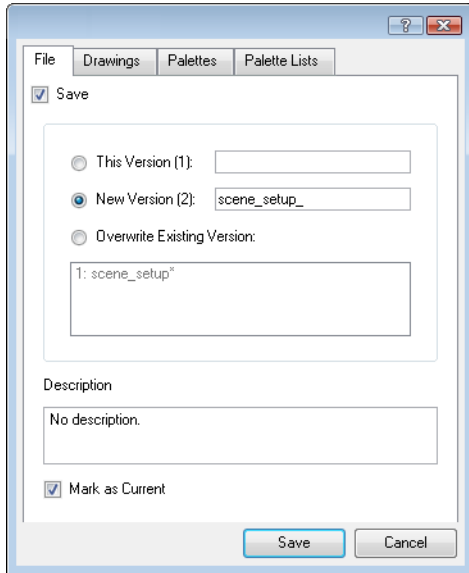 File Drawings Palettes Palette Lists
Save
This Version (1):
New Version (2): scene_setup_
Overwrite Existing Version:
1: scene_setup*
Description
No description.
Mark as Current
Save Cancel